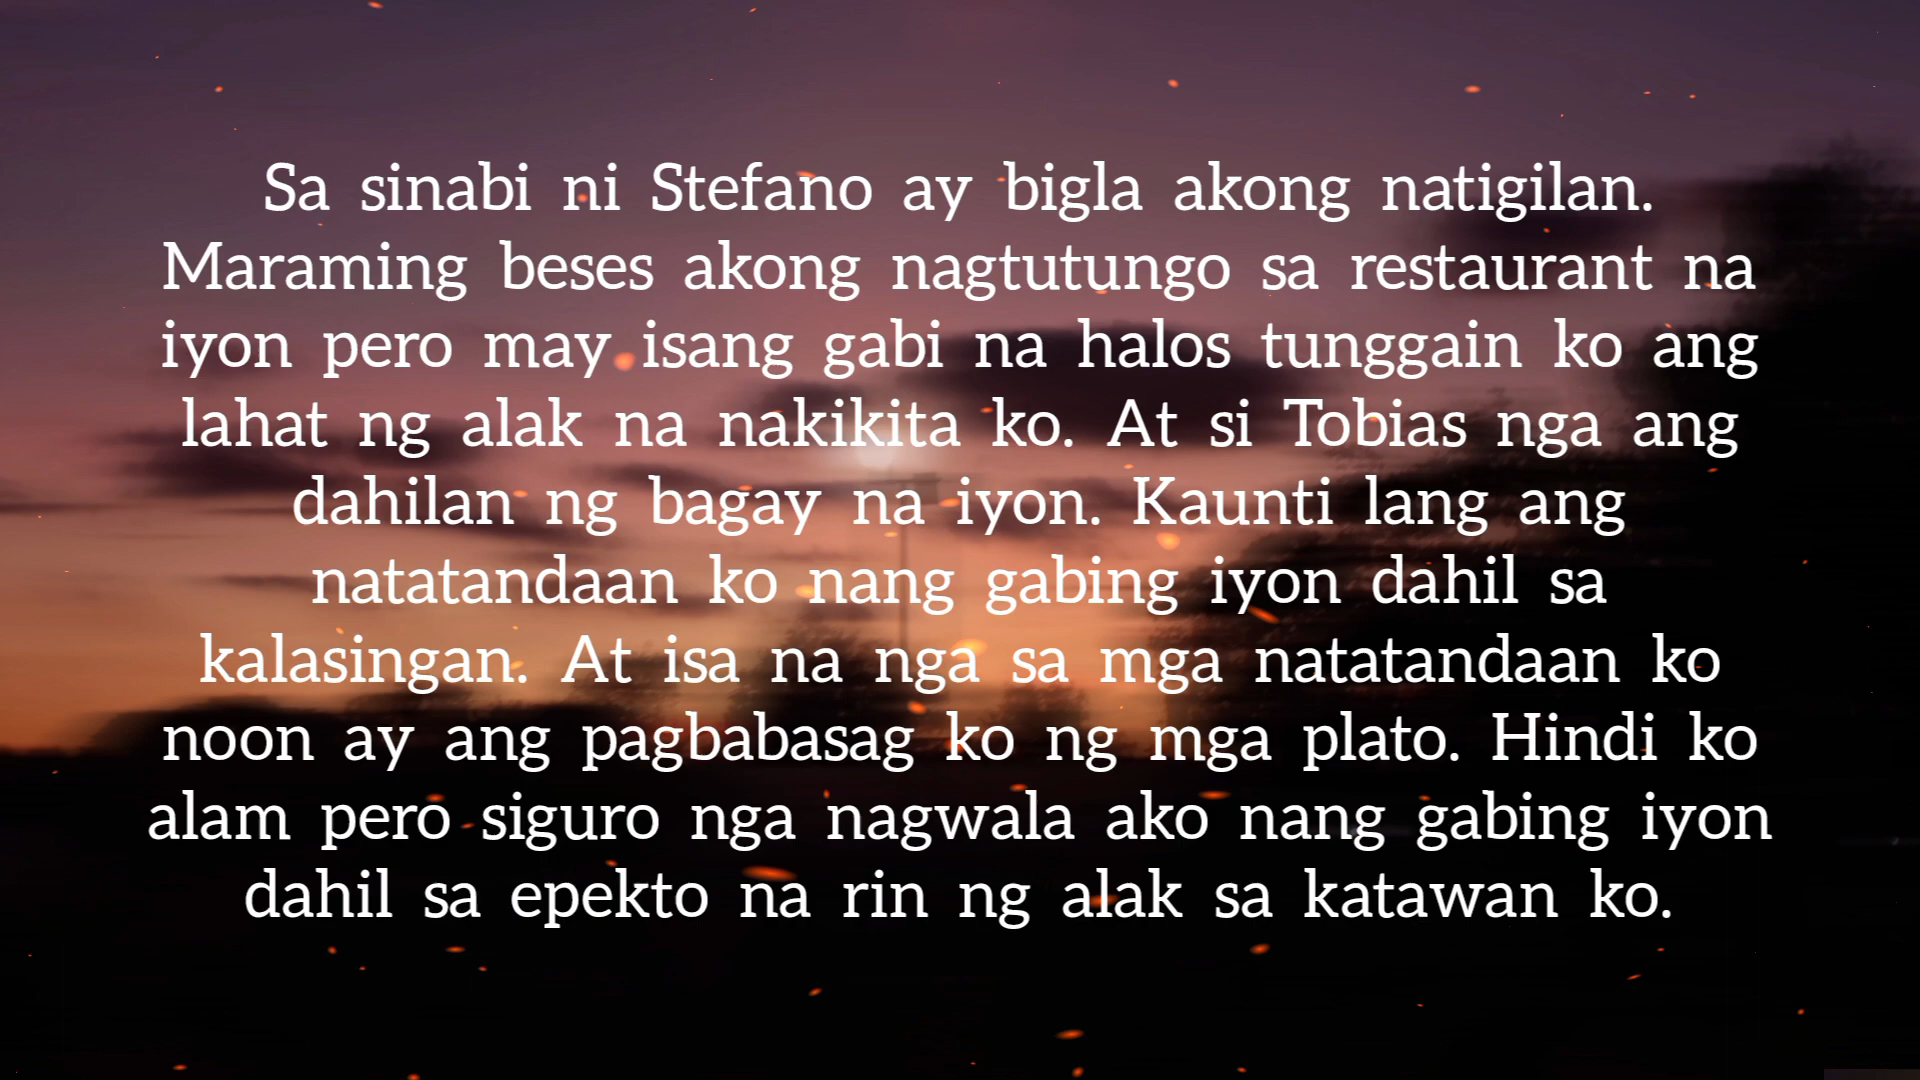 Sa sinabi ni Stefano ay bigla akong natigilan.
Maraming beses akong nagtutungo sa restaurant na
iyon pero may isang gabi na halos tunggain ko ang
lahat ng alak na nakikita ko. At si Tobias nga ang
dahilan ng bagay na iyon. Kaunti lang ang
natatandaan ko nang gabing iyon dahil sa
kalasingan. At isa na nga sa mga natatandaan ko
noon ay ang pagbabasag ko ng mga plato. Hindi ko
alam pero siguro nga nagwala ako nang gabing iyon
dahil sa epekto na rin ng alak sa katawan ko.